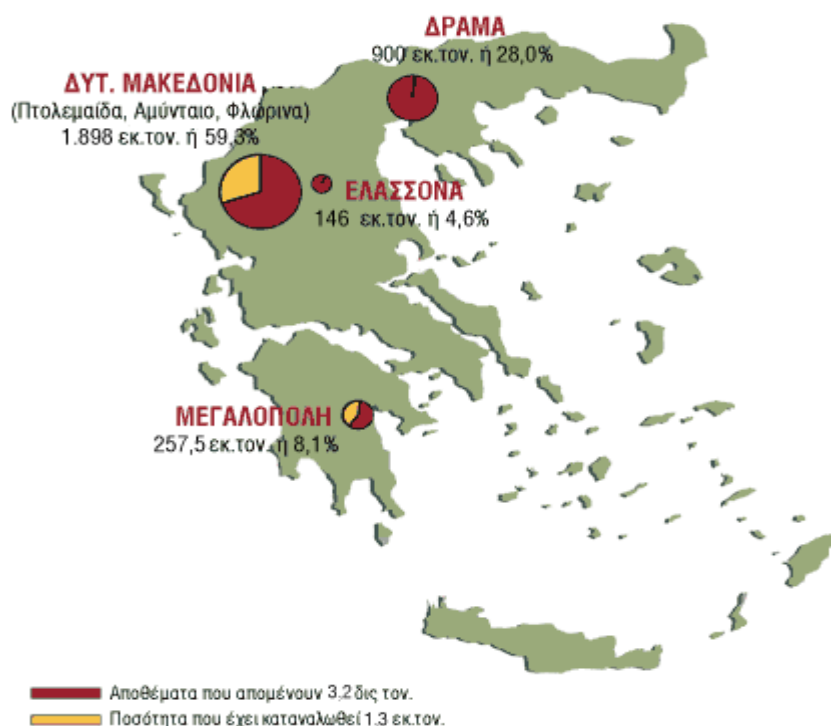 ΔΡΑΜΑ
900 εκ.τον. ή 28,0%
ΔΥΤ. ΜΑΚΕΔΟΝΙΑ
(Πτολεμαίδα, Αμύνταιο, Φλώρινα)
1.898 εκ.τον. ή 59,3%
ΕΛΑΣΣΟΝΑ
146 εκ.τον. ή 4,6%
ΜΕΓΑΛΟΠΟΛΗ
257,5 εκ.τον. ή 8,1%
Αποθέματα που απομένουν 3,2 δις τον.
Ποσότητα που έχει καταναλωθεί 1.3 εκ.τον.